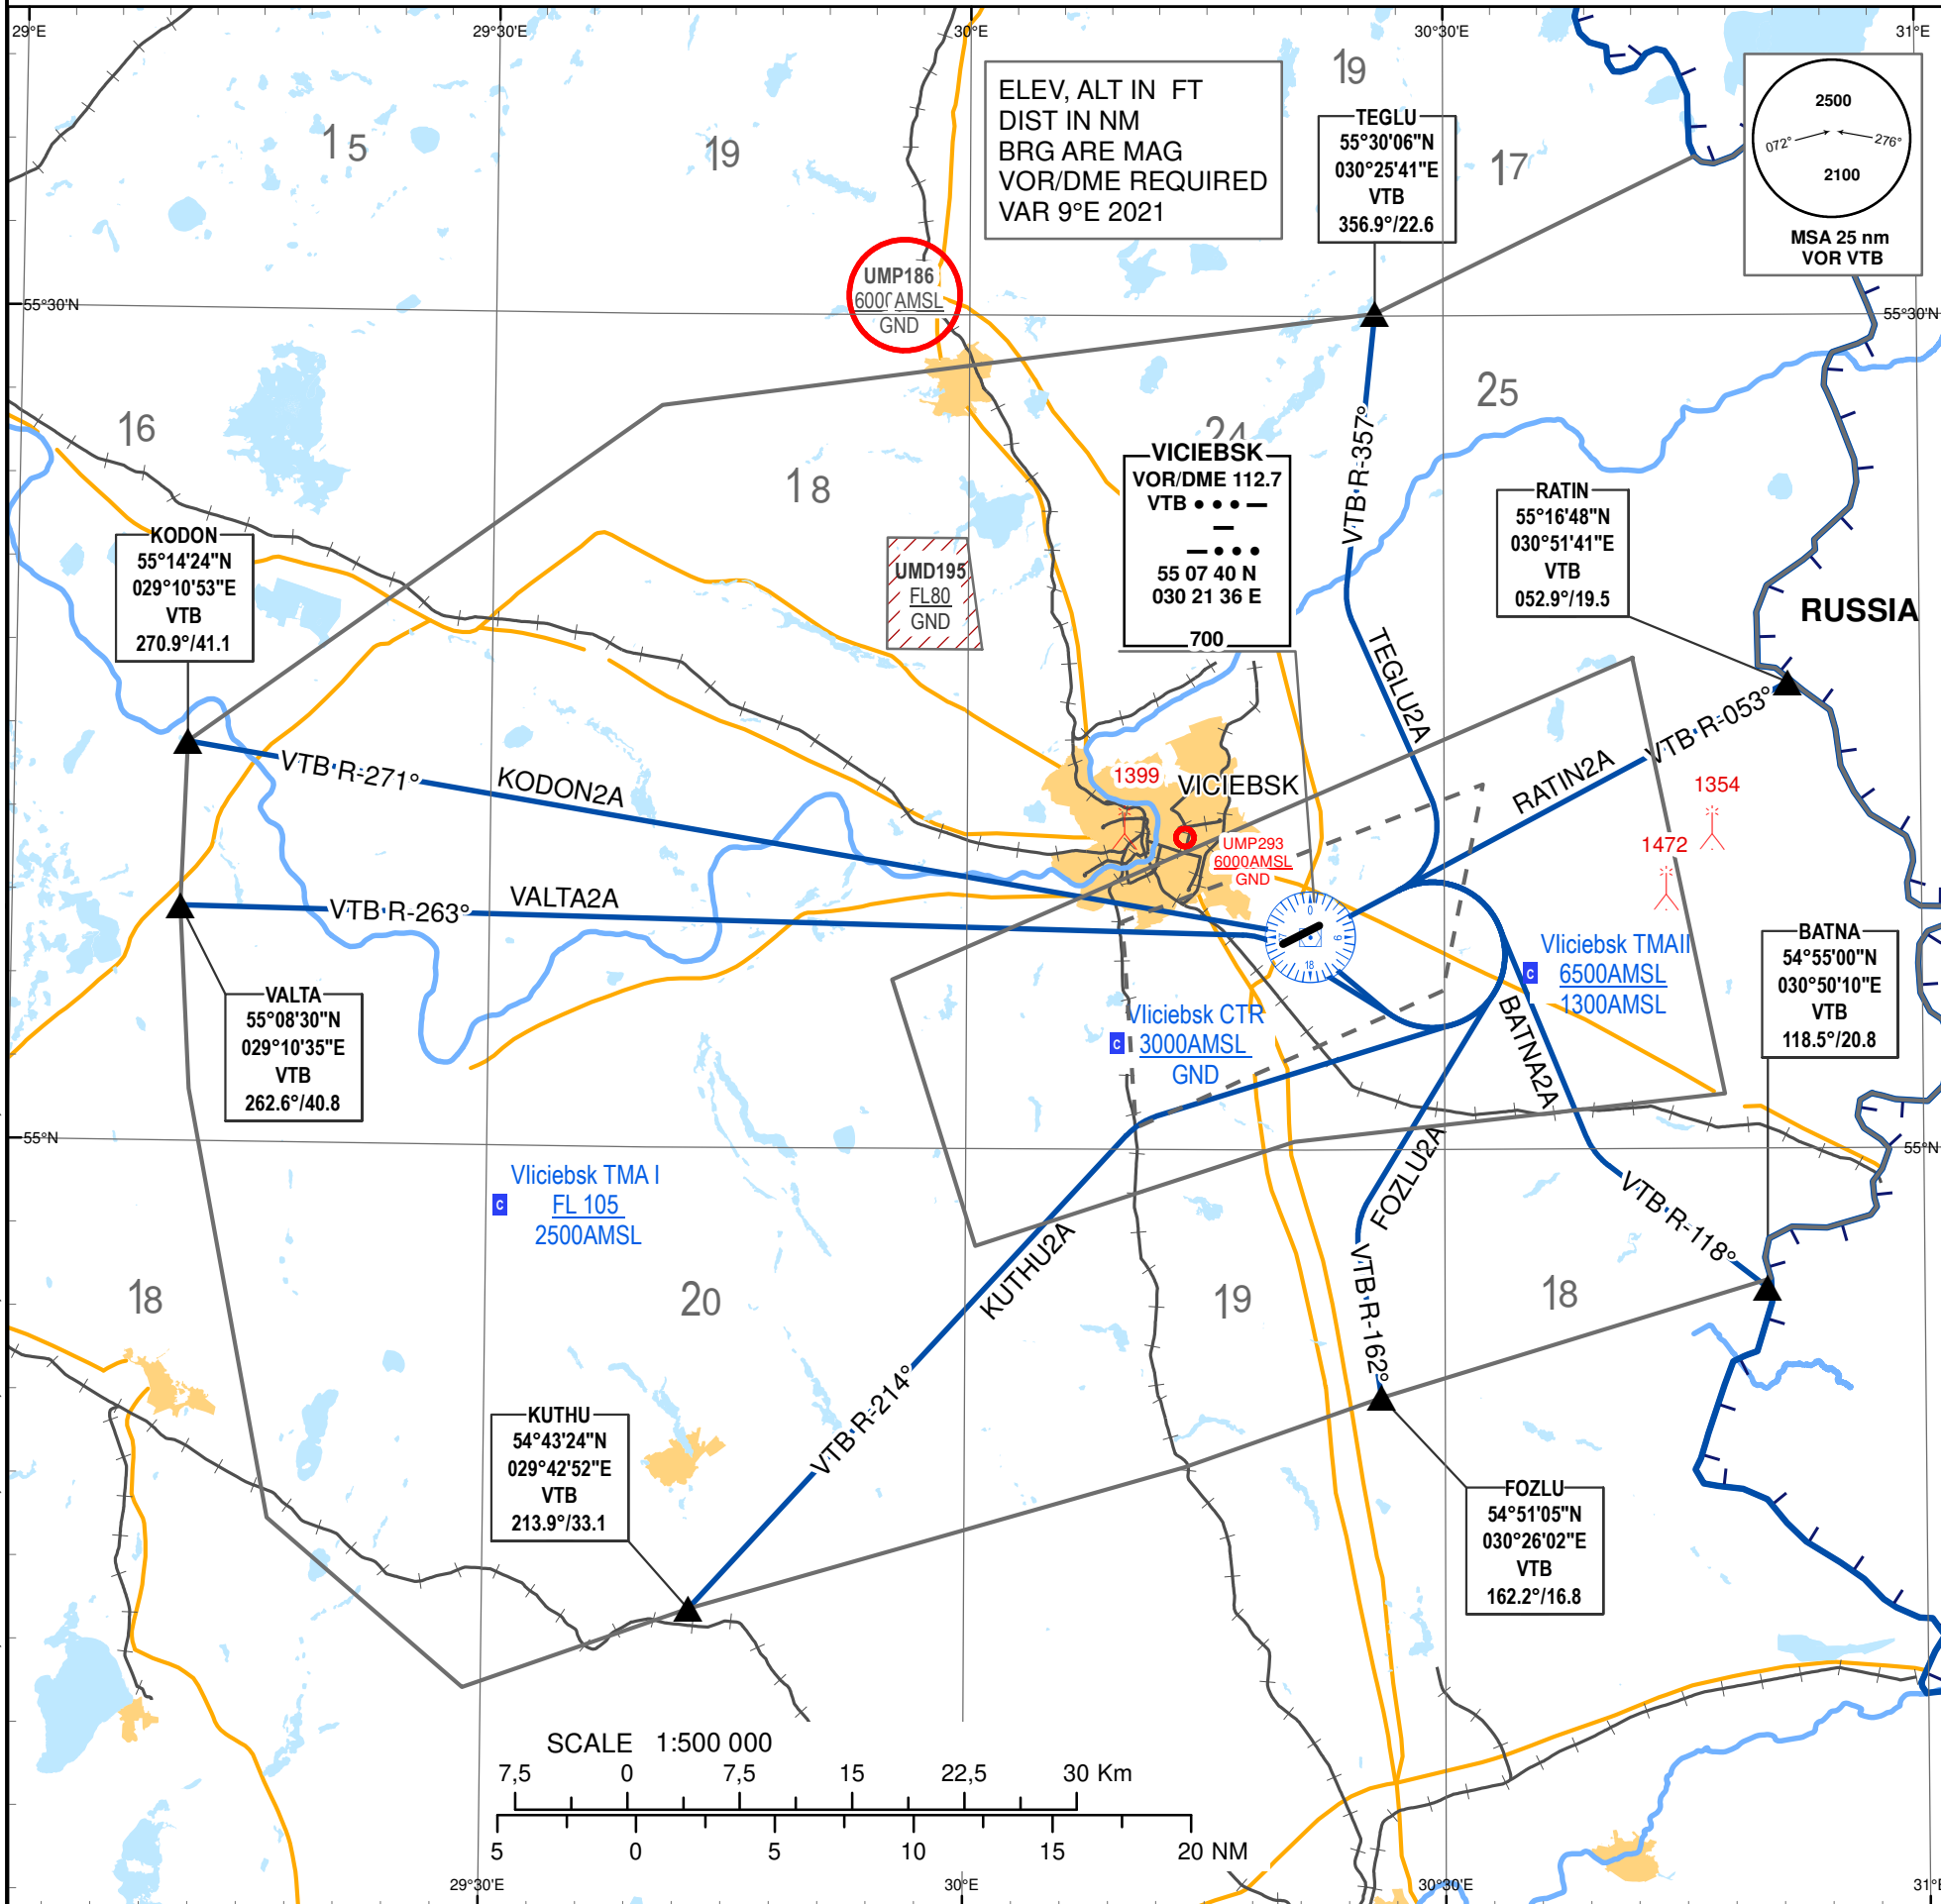 29°E
29°30'E
30°E
30°30'E
31°E
ELEV, ALT IN FT
DIST IN NM
BRG ARE MAG
VOR/DME REQUIRED
VAR 9°E 2021
19
TEGLU
55°30'06"N
030°25'41"E
VTB
356.9°/22.6
17
2500
072°
276°
2100
MSA 25 nm
VOR VTB
15
19
UMP186
6000AMSL
GND
55°30'N
55°30'N
16
18
24
25
VTB R-357°
VICIEBSK
VOR/DME 112.7
VTB
55 07 40 N
030 21 36 E
700
RATIN
55°16'48"N
030°51'41"E
VTB
052.9°/19.5
RUSSIA
KODON
55°14'24"N
029°10'53"E
VTB
270.9°/41.1
UMD195
FL80
GND
TEGLU2A
VTB R-053°
RATIN2A
VTB R-271°
KODON2A
1399
VICIEBSK
1354
1472
UMP293
6000AMSL
GND
VTB R-263°
VALTA2A
0
9
18
VALTA
55°08'30"N
029°10'35"E
VTB
262.6°/40.8
C
Vliciebsk TMAII
6500AMSL
1300AMSL
BATNA
54°55'00"N
030°50'10"E
VTB
118.5°/20.8
C
Vliciebsk CTR
3000AMSL
GND
BATNA2A
55°N
55°N
C
Vliciebsk TMA I
FL 105
2500AMSL
FOZLU2A
VTB R-118°
KUTHU2A
VTB R-162°
18
20
19
18
VTB R-214°
KUTHU
54°43'24"N
029°42'52"E
VTB
213.9°/33.1
FOZLU
54°51'05"N
030°26'02"E
VTB
162.2°/16.8
SCALE 1:500 000
7,5 0 7,5 15 22,5 30 Km
5 0 5 10 15 20 NM
29°30'E
30°E
30°30'E